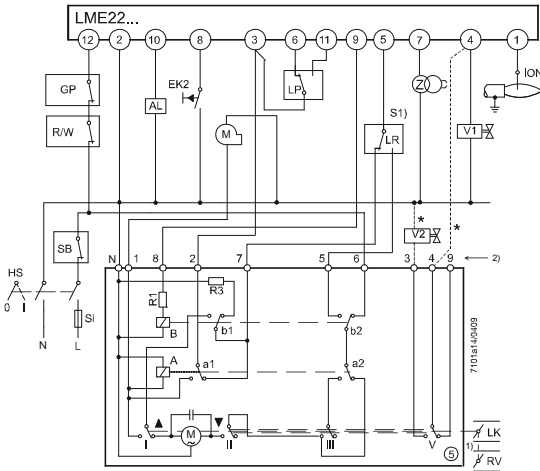 LME22...
12 2 10 8 3 6 11 9 5 7 4 1
ION
GP
EK2
LP
Z
C
AL
S1)
R/W
M
LR
V1
*
*
SB
V2
HS
N 1 8 2 7 5 6 3 4 9
2)
0 I
Si
R3
R1
B
b1
b2
N L
A
a1
a2
7101a14/0409
M
LK
I II III V
1)
5
RV